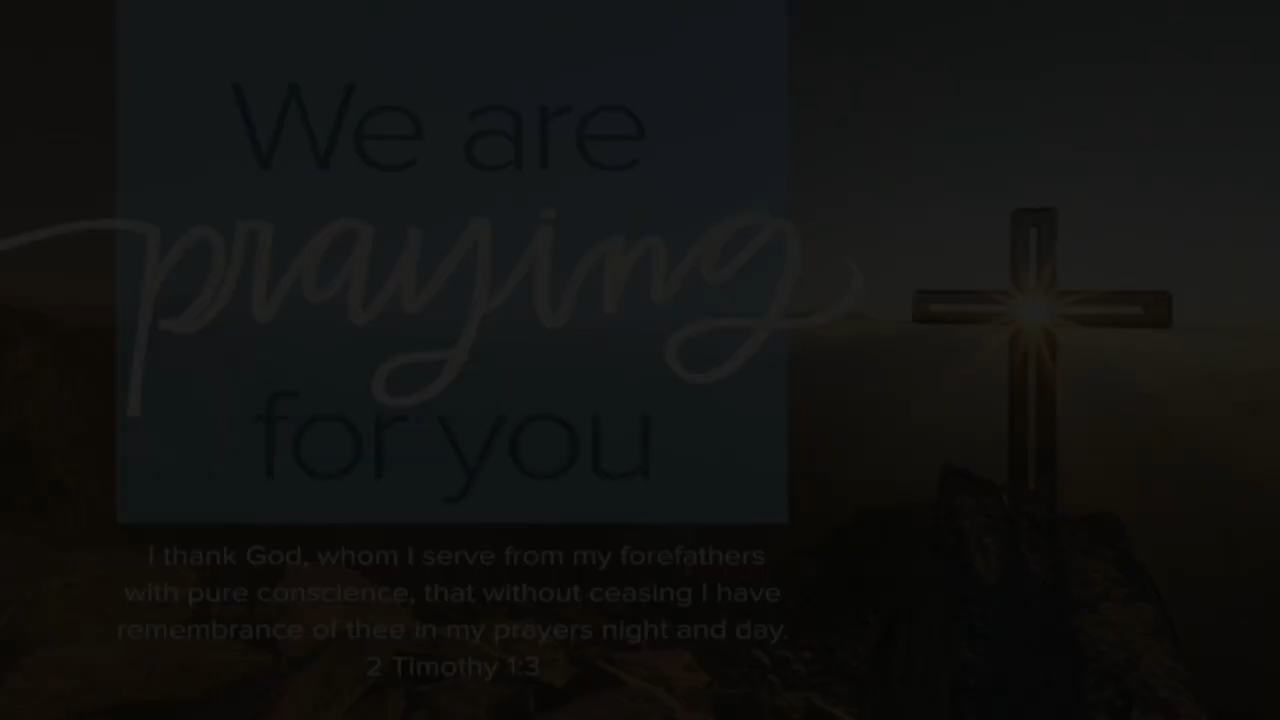 We are
praying
for you
I thank God, whom I serve from my forefathers
with pure conscience, that without ceasing I have
remembrance of thee in my prayers night and day.
2 Timothy 1:3